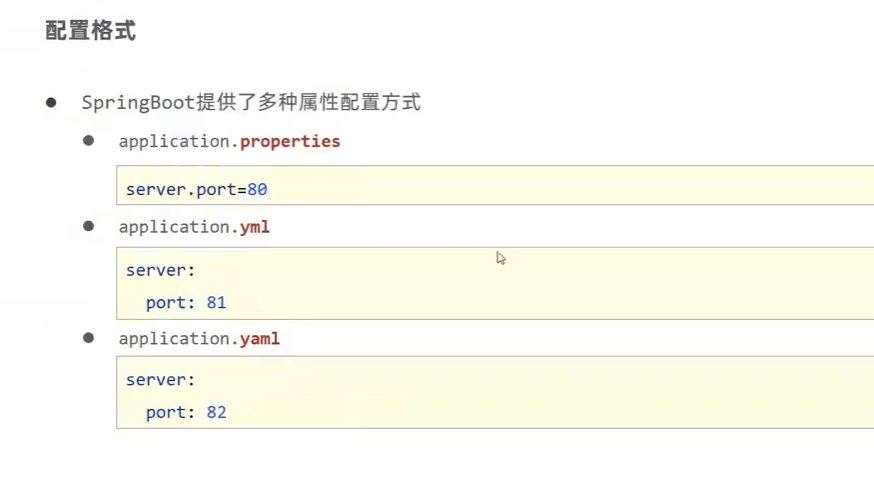 配置格式
SpringBoot提供了多种属性配置方式
application.properties
server.port=80
application.yml
server:
  port: 81
application.yaml
server:
  port: 82